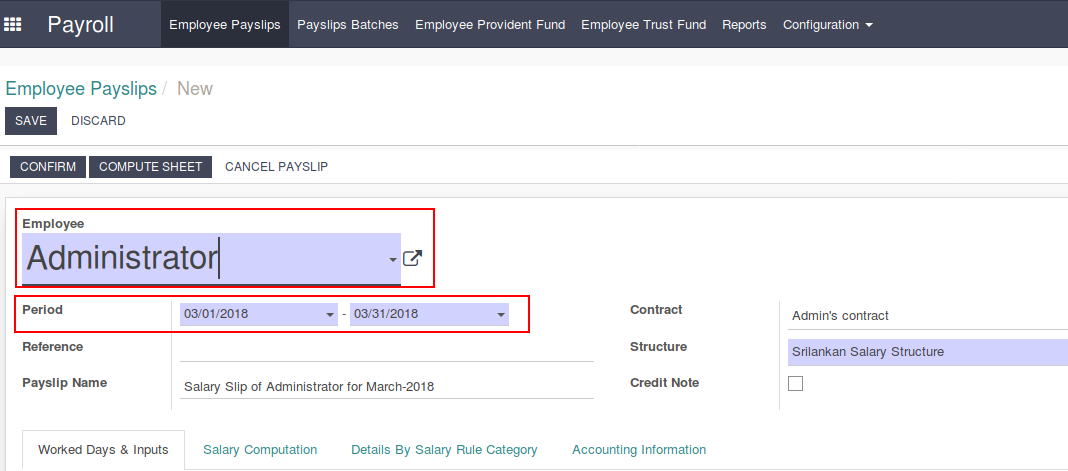 Payroll Employee Payslips Payslips Batches Employee Provident Fund Employee Trust Fund Reports Configuration
Employee Payslips / New
SAVE DISCARD
CONFIRM COMPUTE SHEET CANCEL PAYSLIP
Employee
Administrator
Period 03/01/2018 - 03/31/2018 Contract Admin's contract
Reference Structure Srilankan Salary Structure
Payslip Name Salary Slip of Administrator for March-2018 Credit Note
Worked Days & Inputs Salary Computation Details By Salary Rule Category Accounting Information